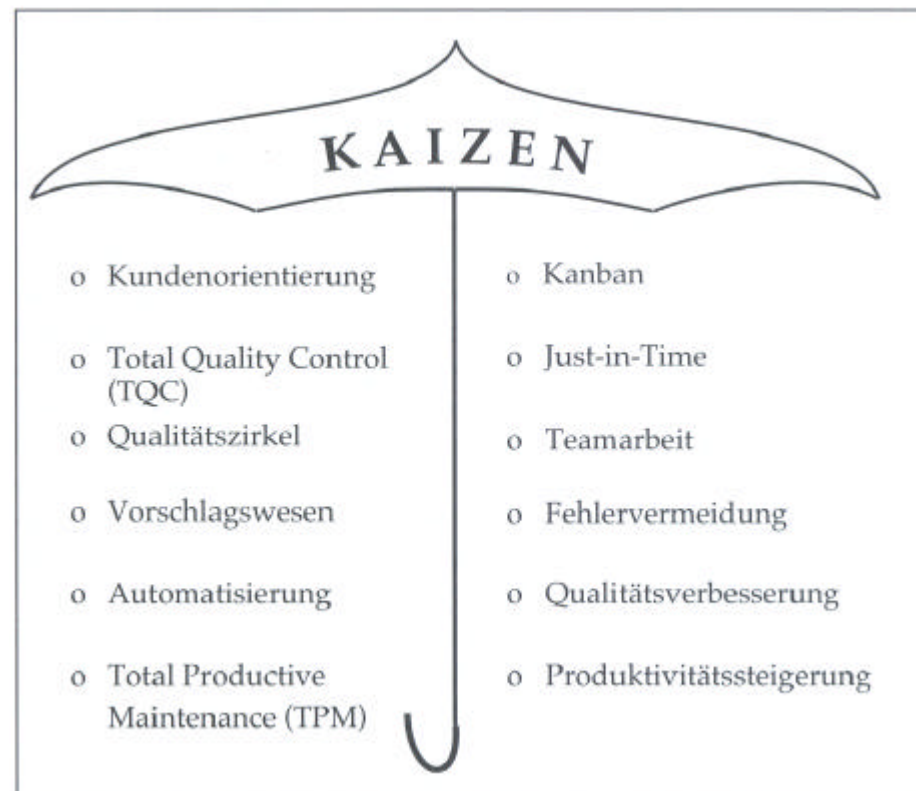 KAIZEN
o Kundenorientierung
o Total Quality Control
(TQC)
o Qualitätszirkel
o Vorschlagswesen
o Automatisierung
o Total Productive
Maintenance (TPM)
o Kanban
o Just-in-Time
o Teamarbeit
o Fehlervermeidung
o Qualitätsverbesserung
o Produktivitätssteigerung